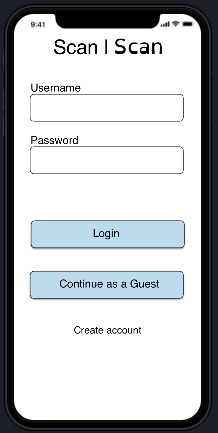 9:41
Scan | Scan
Username
Password
Login
Continue as a Guest
Create account